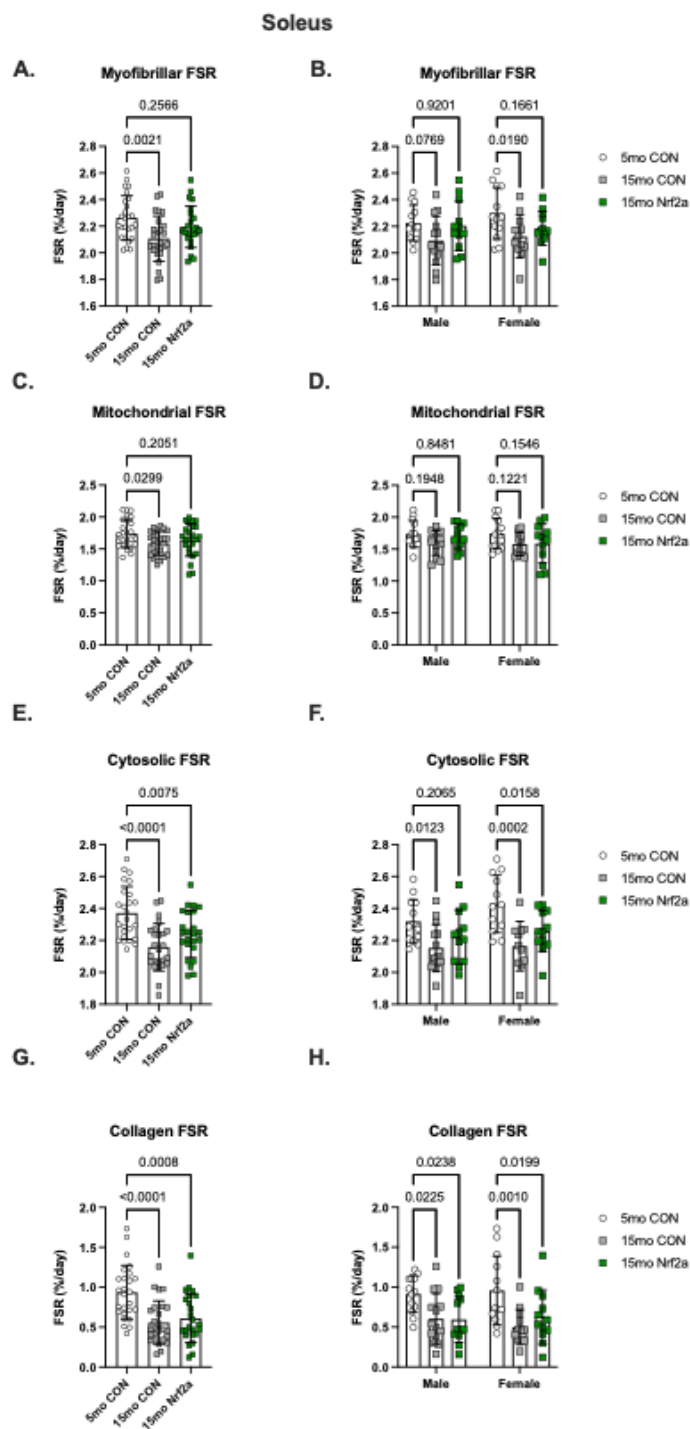 Soleus
A.
Myofibrillar FSR
0.2566
0.0021
FSR (%/day)
2.8
2.6
2.4
2.2
2.0
1.8
1.6
5mo CON
15mo CON
15mo Nrf2a
B.
Myofibrillar FSR
0.9201
0.1661
0.0769
0.0190
FSR (%/day)
2.8
2.6
2.4
2.2
2.0
1.8
1.6
Male
Female
5mo CON
15mo CON
15mo Nrf2a
C.
Mitochondrial FSR
0.2051
0.0299
FSR (%/day)
2.5
2.0
1.5
1.0
0.5
0.0
5mo CON
15mo CON
15mo Nrf2a
D.
Mitochondrial FSR
0.8481
0.1546
0.1948
0.1221
FSR (%/day)
2.5
2.0
1.5
1.0
0.5
0.0
Male
Female
5mo CON
15mo CON
15mo Nrf2a
E.
Cytosolic FSR
0.0075
<0.0001
FSR (%/day)
2.8
2.6
2.4
2.2
2.0
1.8
5mo CON
15mo CON
15mo Nrf2a
F.
Cytosolic FSR
0.2065
0.0158
0.0123
0.0002
FSR (%/day)
2.8
2.6
2.4
2.2
2.0
1.8
Male
Female
5mo CON
15mo CON
15mo Nrf2a
G.
Collagen FSR
0.0008
<0.0001
FSR (%/day)
2.0
1.5
1.0
0.5
0.0
5mo CON
15mo CON
15mo Nrf2a
H.
Collagen FSR
0.0238
0.0199
0.0225
0.0010
FSR (%/day)
2.0
1.5
1.0
0.5
0.0
Male
Female
5mo CON
15mo CON
15mo Nrf2a